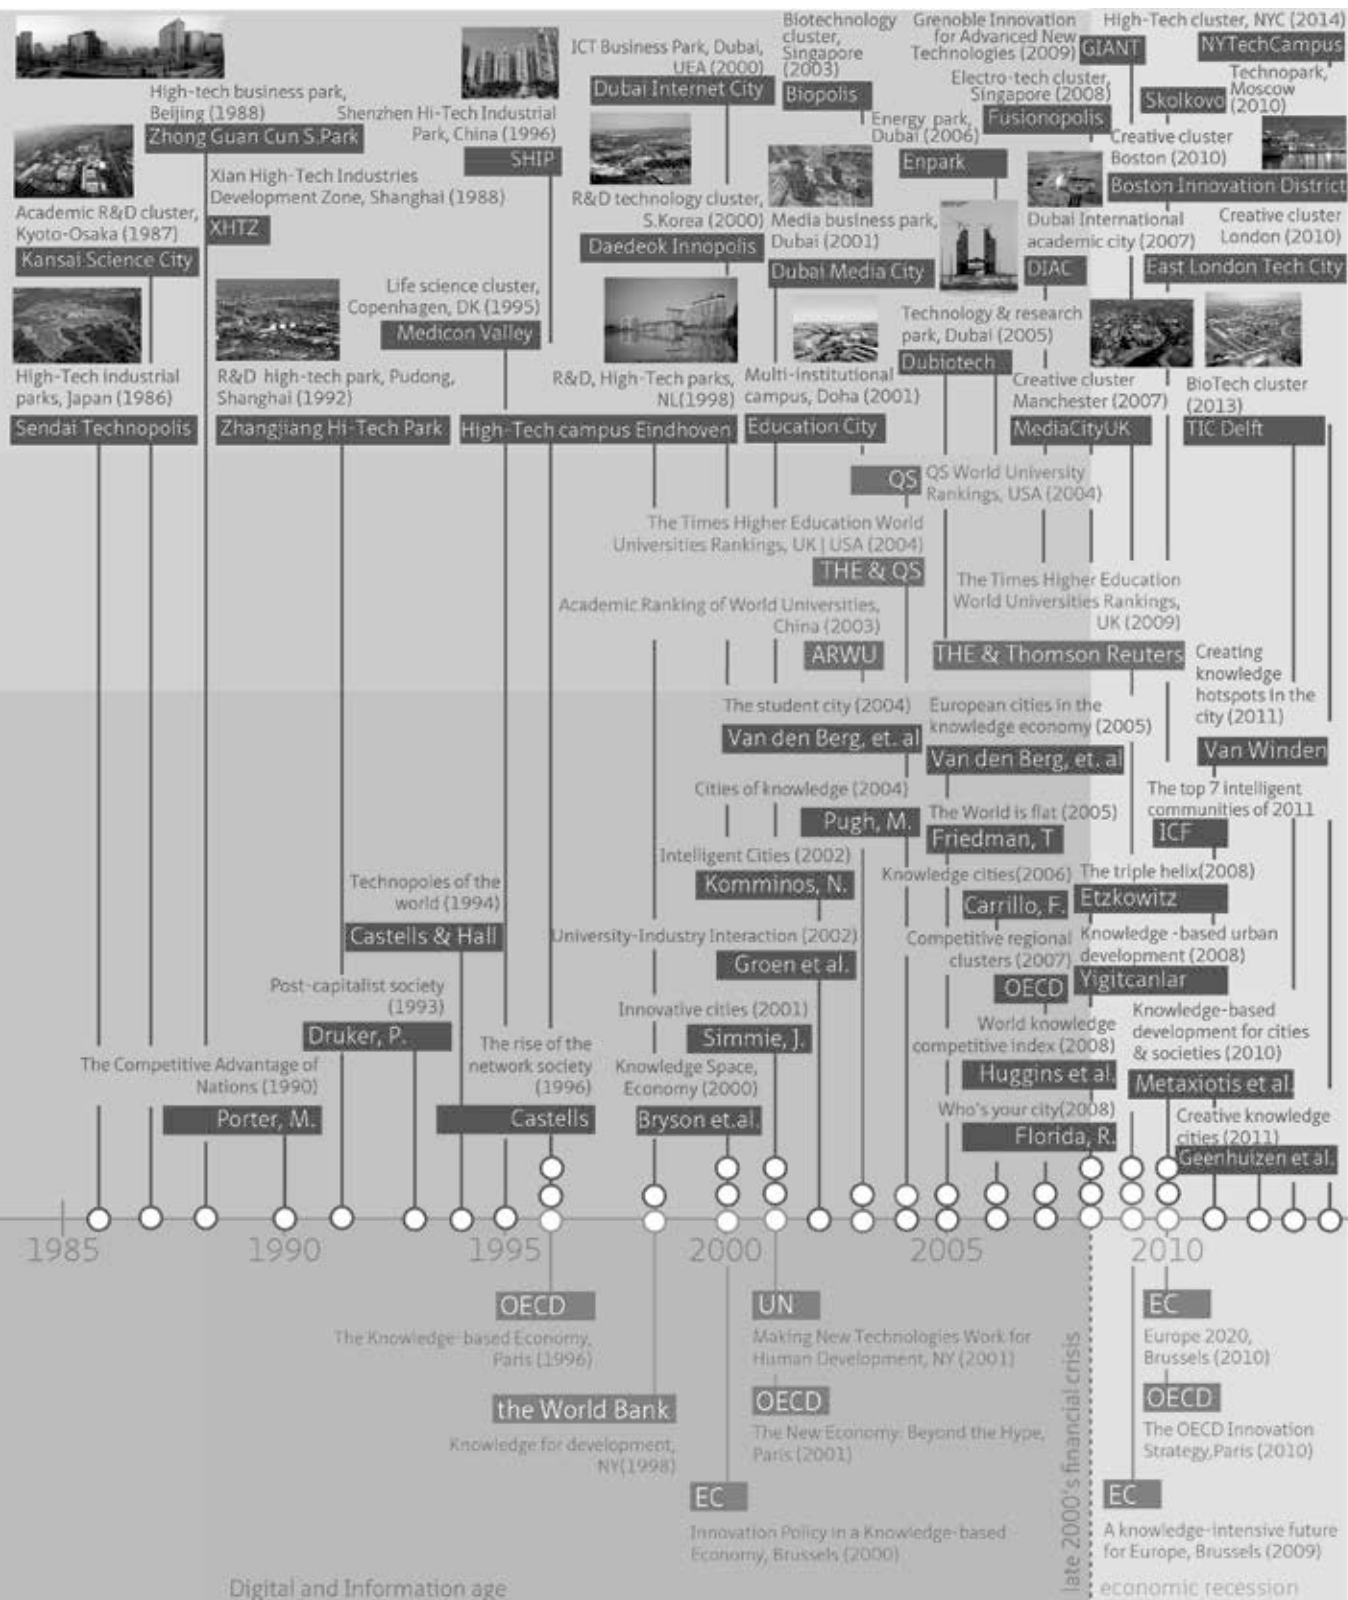 Biotechnology
cluster,
Singapore
(2003)
Biopolis
Grenoble Innovation
for Advanced New
Technologies (2009)
GIANT
High-Tech cluster, NYC (2014)
NYTechCampus
ICT Business Park, Dubai,
UEA (2000)
Dubai Internet City
Electro-tech cluster,
Singapore (2008)
Fusionopolis
Technopark,
Moscow
(2010)
Skolkovo
High-tech business park,
Beijing (1988)
Zhong Guan Cun S.Park
Shenzhen Hi-Tech Industrial
Park, China (1996)
SHIP
Energy park,
Dubai (2006)
Enpark
Creative cluster
Boston (2010)
Boston Innovation District
Xian High-Tech Industries
Development Zone, Shanghai (1988)
XHTZ
Academic R&D cluster,
Kyoto-Osaka (1987)
Kansai Science City
R&D technology cluster,
S.Korea (2000)
Daedeok Innopolis
Media business park,
Dubai (2001)
Dubai Media City
Dubai International
academic city (2007)
DIAC
Creative cluster
London (2010)
East London Tech City
Life science cluster,
Copenhagen, DK (1995)
Medicon Valley
Technology & research
park, Dubai (2005)
Dubiotech
High-Tech industrial
parks, Japan (1986)
Sendai Technopolis
R&D high-tech park, Pudong,
Shanghai (1992)
Zhangjiang Hi-Tech Park
R&D, High-Tech parks,
NL(1998)
High-Tech campus Eindhoven
Multi-institutional
campus, Doha (2001)
Education City
Creative cluster
Manchester (2007)
MediaCityUK
BioTech cluster
(2013)
TIC Delft
QS
QS World University
Rankings, USA (2004)
The Times Higher Education World
Universities Rankings, UK | USA (2004)
THE & QS
The Times Higher Education
World Universities Rankings,
UK (2009)
THE & Thomson Reuters
Academic Ranking of World Universities,
China (2003)
ARWU
Creating
knowledge
hotspots in the
city (2011)
Van Winden
The student city (2004)
Van den Berg, et. al
European cities in the
knowledge economy (2005)
Van den Berg, et. al
Cities of knowledge (2004)
Pugh, M.
The World is flat (2005)
Friedman, T
The top 7 intelligent
communities of 2011
ICF
Intelligent Cities (2002)
Komminos, N.
Knowledge cities(2006)
Carrillo, F.
The triple helix(2008)
Etzkowitz
Technopoles of the
world (1994)
Castells & Hall
University-Industry Interaction (2002)
Groen et al.
Competitive regional
clusters (2007)
OECD
Knowledge -based urban
development (2008)
Yigitcanlar
Post-capitalist society
(1993)
Druker, P.
Innovative cities (2001)
Simmie, J.
World knowledge
competitive index (2008)
Huggins et al.
Knowledge-based
development for cities
& societies (2010)
Metaxiotis et al.
The Competitive Advantage of
Nations (1990)
Porter, M.
The rise of the
network society
(1996)
Castells
Knowledge Space,
Economy (2000)
Bryson et.al.
Who's your city(2008)
Florida, R.
Creative knowledge
cities (2011)
Geenhuizen et al.
1985
1990
1995
2000
2005
2010
OECD
The Knowledge-based Economy,
Paris (1996)
UN
Making New Technologies Work for
Human Development, NY (2001)
EC
Europe 2020,
Brussels (2010)
the World Bank
Knowledge for development,
NY(1998)
OECD
The New Economy: Beyond the Hype,
Paris (2001)
OECD
The OECD Innovation
Strategy,Paris (2010)
EC
Innovation Policy in a Knowledge-based
Economy, Brussels (2000)
EC
A knowledge-intensive future
for Europe, Brussels (2009)
late 2000's financial crisis
Digital and Information age
economic recession